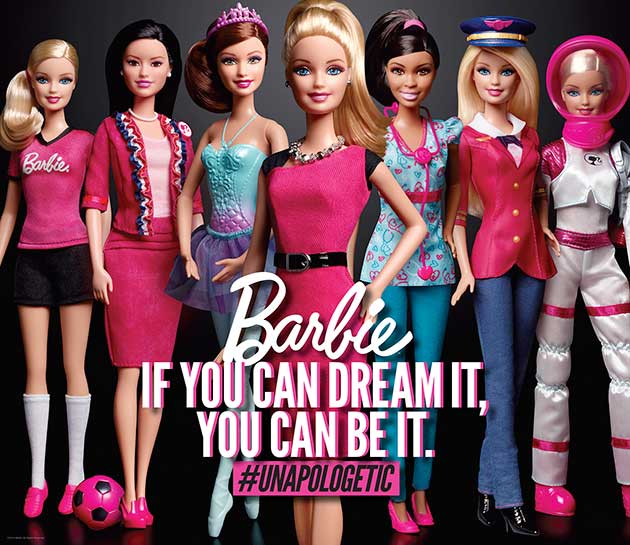 Barbie
Barbie
IF YOU CAN DREAM IT,
YOU CAN BE IT.
#UNAPOLOGETIC